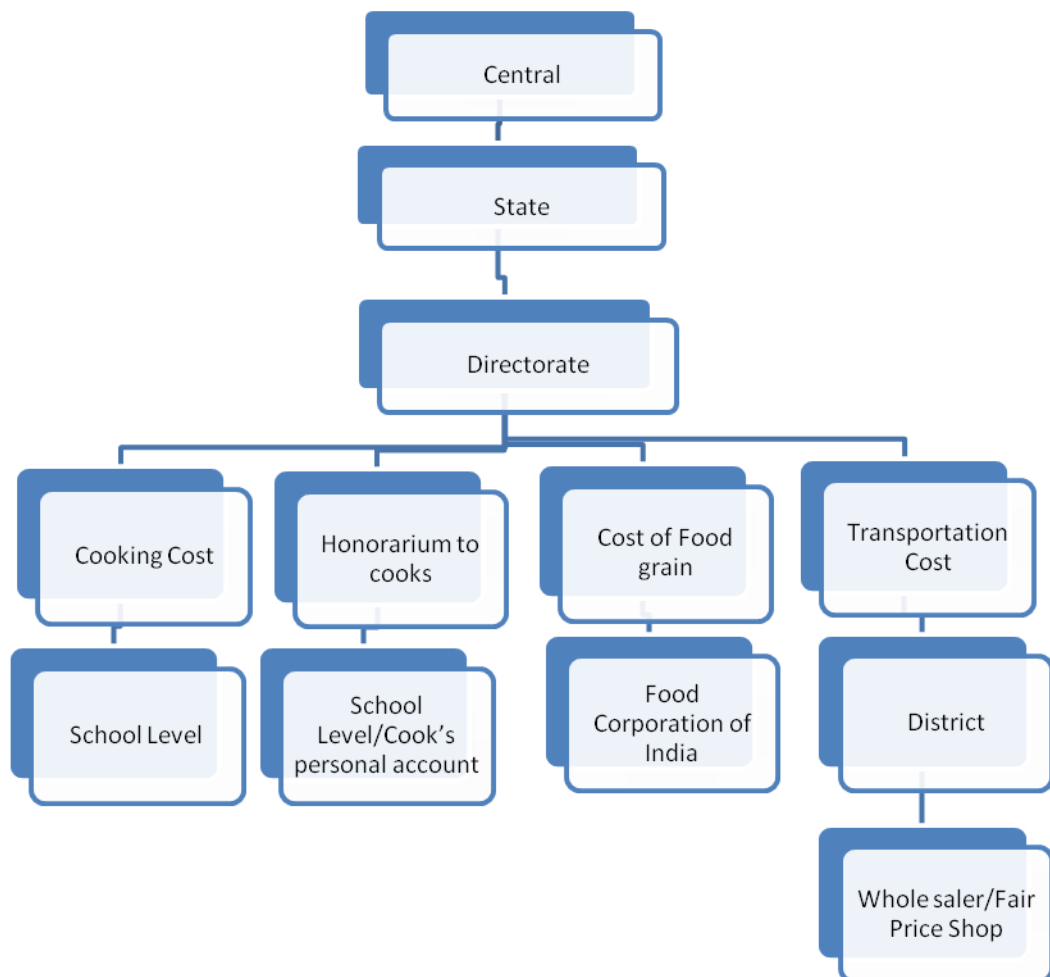 Central
State
Directorate
Cooking Cost
Honorarium to
cooks
Cost of Food
grain
Transportation
Cost
School Level
School
Level/Cook's
personal account
Food
Corporation of
India
District
Whole saler/Fair
Price Shop